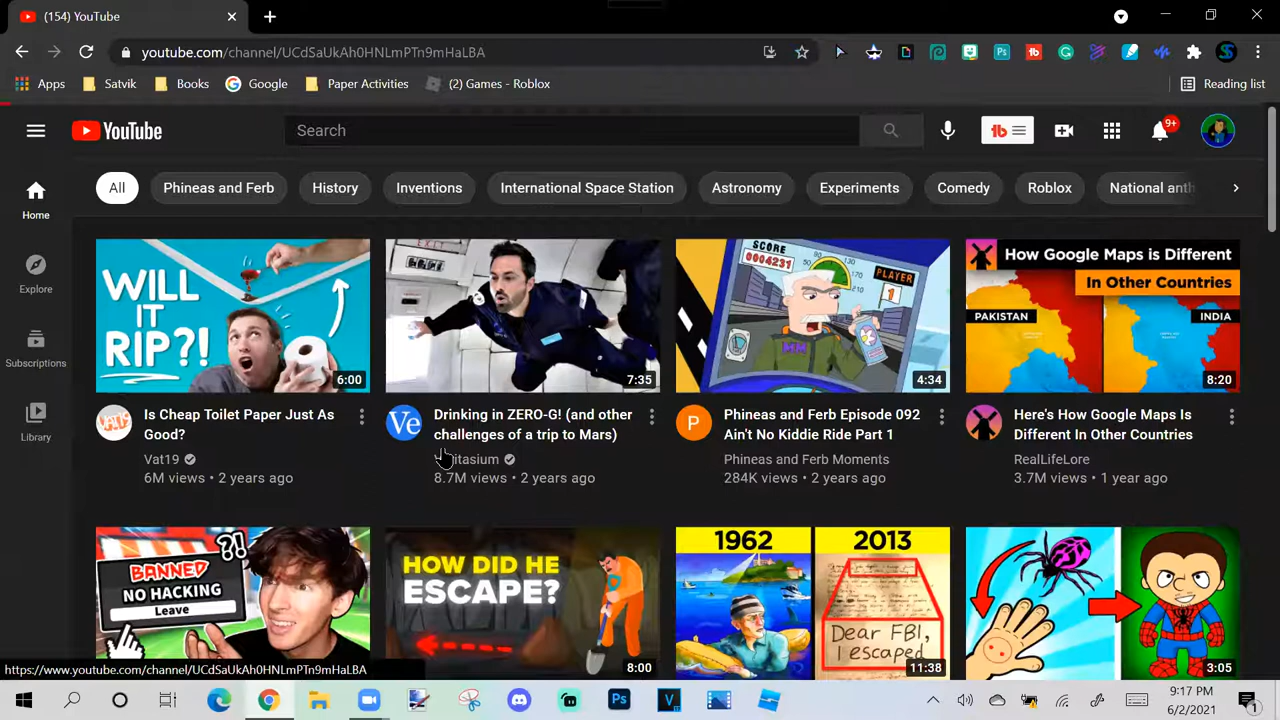 (154) YouTube
youtube.com/channel/UCdSaUkAh0HNLmPTn9mHaLBA
Apps Satvik Books Google Paper Activities (2) Games - Roblox Reading list
YouTube Search 9+
All Phineas and Ferb History Inventions International Space Station Astronomy Experiments Comedy Roblox National anth
Home
Explore
Subscriptions
Library
WILL IT RIP?!
6:00
Is Cheap Toilet Paper Just As
Good?
Vat19
6M views • 2 years ago
EXIT
7:35
Ve
Drinking in ZERO-G! (and other
challenges of a trip to Mars)
8.7M views • 2 years ago
SCORE
0004231
PLAYER
1
4:34
P
Phineas and Ferb Episode 092
Ain't No Kiddie Ride Part 1
Phineas and Ferb Moments
284K views • 2 years ago
How Google Maps is Different
In Other Countries
PAKISTAN INDIA
8:20
Here's How Google Maps Is
Different In Other Countries
RealLifeLore
3.7M views • 1 year ago
?!
BANNED
NO HACKING
Leave
HOW DID HE
ESCAPE?
8:00
1962 2013
Dear FBI,
I escaped
11:38
3:05
https://www.youtube.com/channel/UCdSaUkAh0HNLmPTn9mHaLBA
9:17 PM
6/2/2021
1